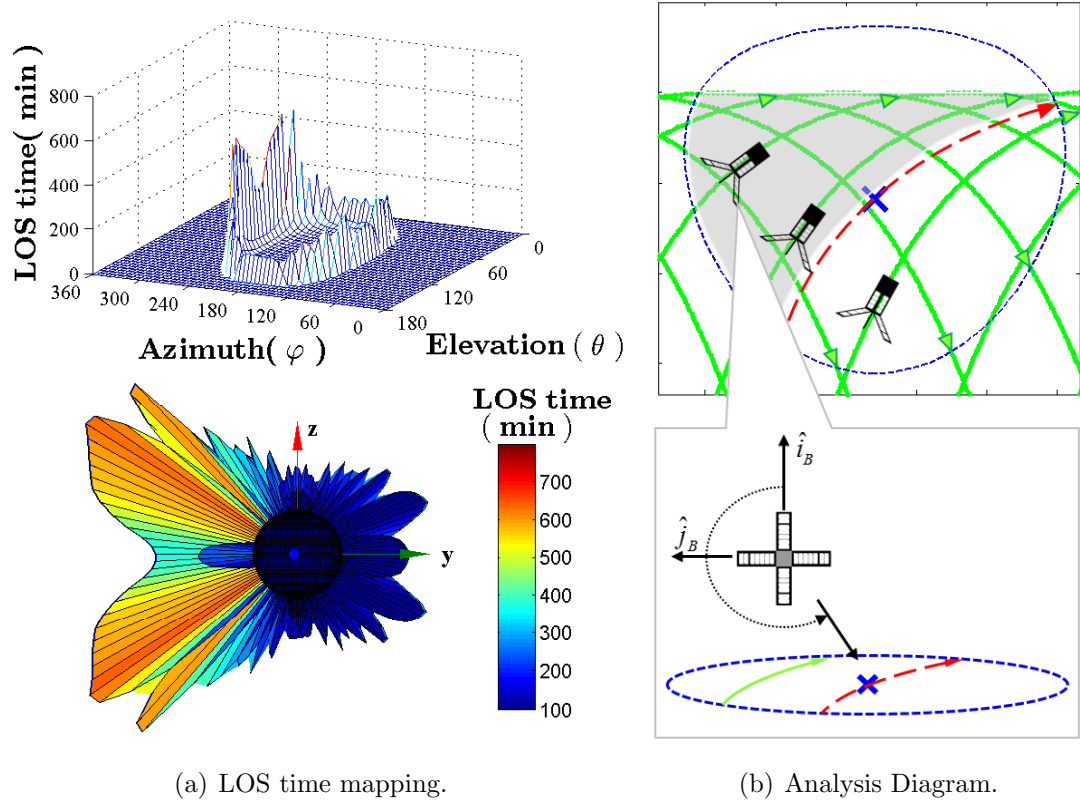 LOS time( min)
800
600
400
200
0
360
300
240
180
120
60
0
180
120
60
0
Azimuth( φ )
Elevation ( θ )
LOS time
( min )
700
600
500
400
300
200
100
z
y
î_B
ĵ_B
(a) LOS time mapping.
(b) Analysis Diagram.